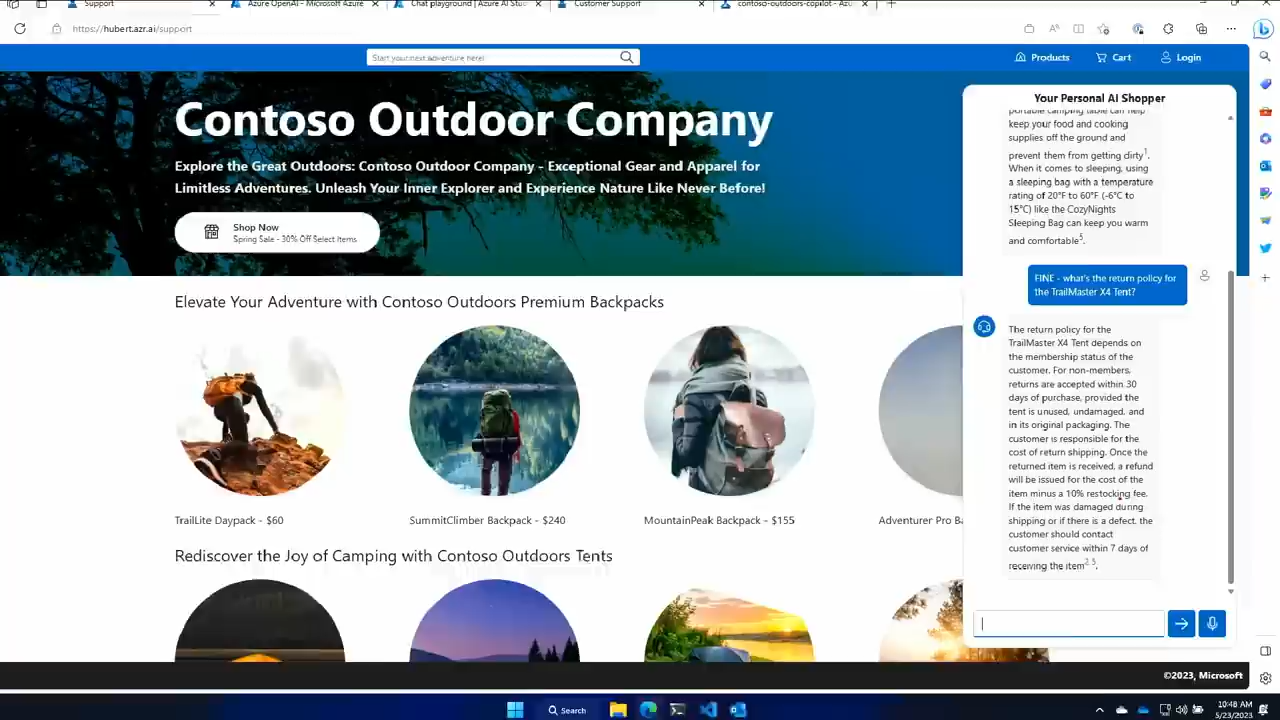 Support
Azure OpenAI - Microsoft Azure
Chat playground | Azure AI Stud
Customer Support
contoso-outdoors-copilot - Azu
https://hubert.azr.ai/support
Start your next adventure here!
Products
Cart
Login
Contoso Outdoor Company
Explore the Great Outdoors: Contoso Outdoor Company - Exceptional Gear and Apparel for
Limitless Adventures. Unleash Your Inner Explorer and Experience Nature Like Never Before!
Shop Now
Spring Sale - 30% Off Select Items
Elevate Your Adventure with Contoso Outdoors Premium Backpacks
TrailLite Daypack - $60
SummitClimber Backpack - $240
MountainPeak Backpack - $155
Adventurer Pro Ba
Rediscover the Joy of Camping with Contoso Outdoors Tents
Your Personal AI Shopper
portable camping table can help
keep your food and cooking
supplies off the ground and
prevent them from getting dirty1.
When it comes to sleeping, using
a sleeping bag with a temperature
rating of 20°F to 60°F (-6°C to
15°C) like the CozyNights
Sleeping Bag can keep you warm
and comfortable5.
FINE - what's the return policy for
the TrailMaster X4 Tent?
The return policy for the
TrailMaster X4 Tent depends on
the membership status of the
customer. For non-members,
returns are accepted within 30
days of purchase, provided the
tent is unused, undamaged, and
in its original packaging. The
customer is responsible for the
cost of return shipping. Once the
returned item is received, a refund
will be issued for the cost of the
item minus a 10% restocking fee.
If the item was damaged during
shipping or if there is a defect, the
customer should contact
customer service within 7 days of
receiving the item2 5.
©2023, Microsoft
Search
10:48 AM
5/23/2023